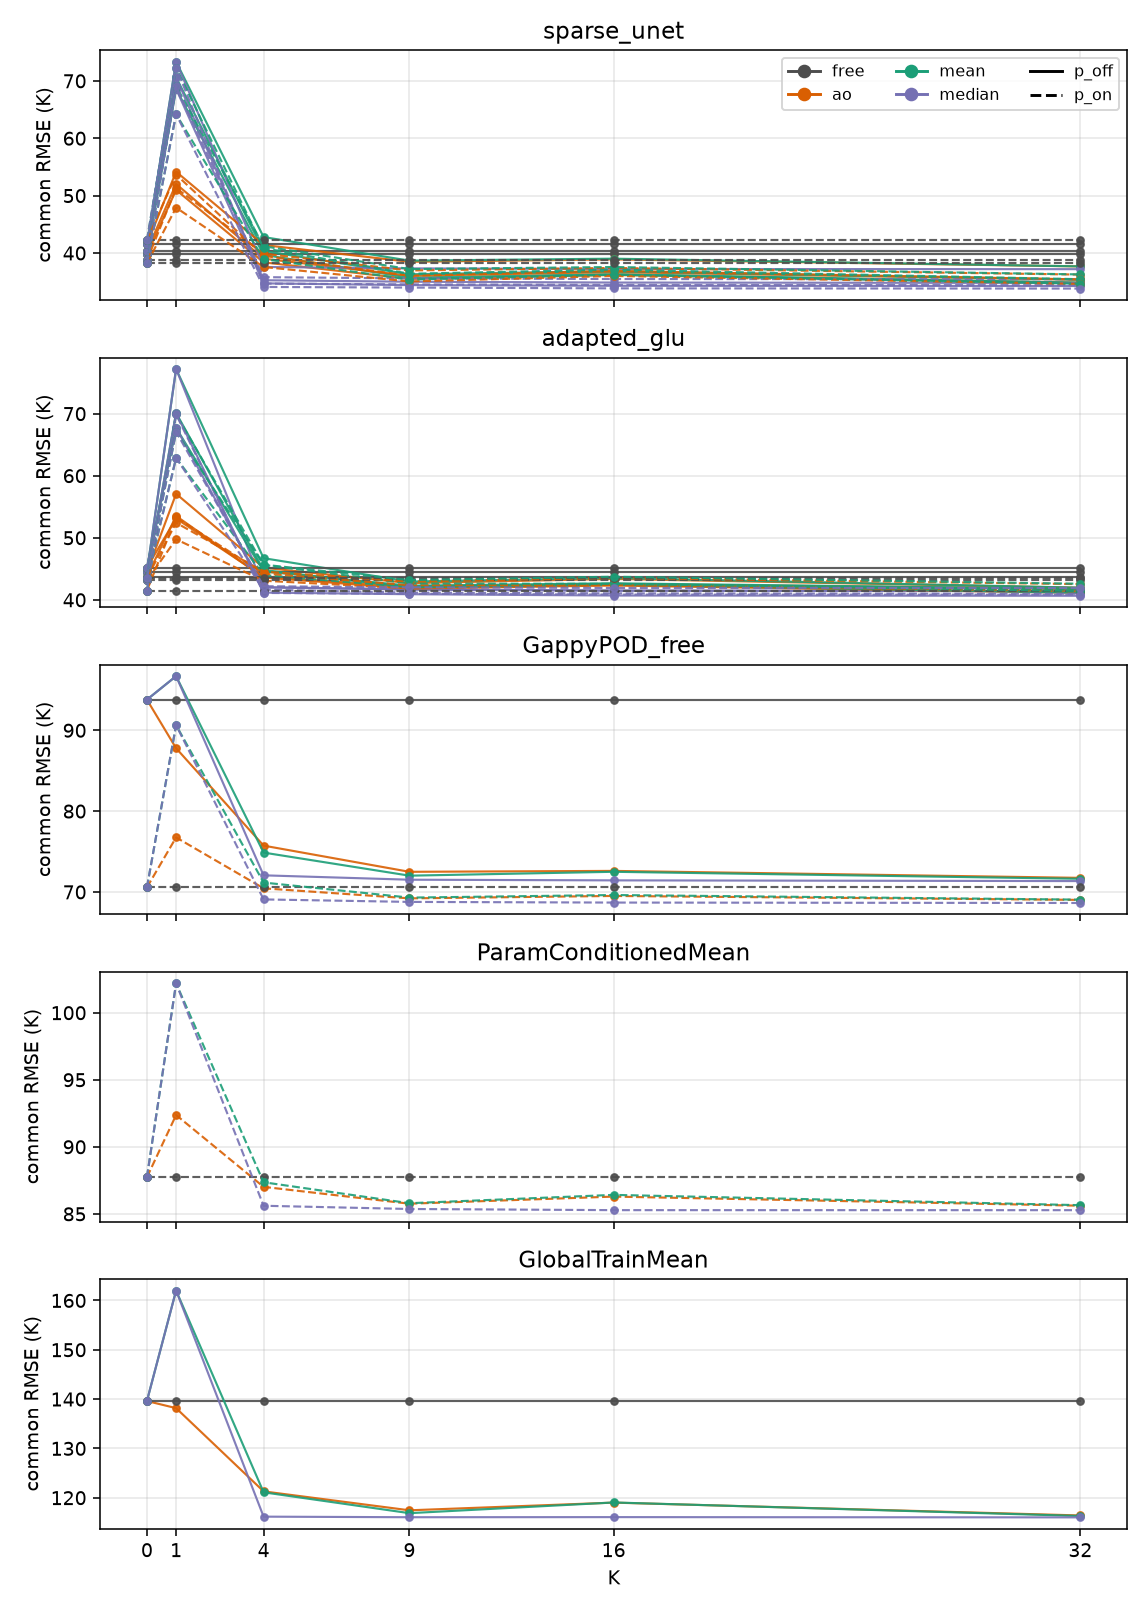 sparse_unet
common RMSE (K)
70
60
50
40
free
mean
p_off
ao
median
p_on
adapted_glu
common RMSE (K)
70
60
50
40
GappyPOD_free
common RMSE (K)
90
80
70
ParamConditionedMean
common RMSE (K)
100
95
90
85
GlobalTrainMean
common RMSE (K)
160
150
140
130
120
0 1 4 9 16 32
K